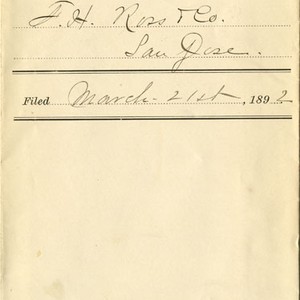 F. H. Ross & Co.
San Jose.
Filed March 21st, 1892